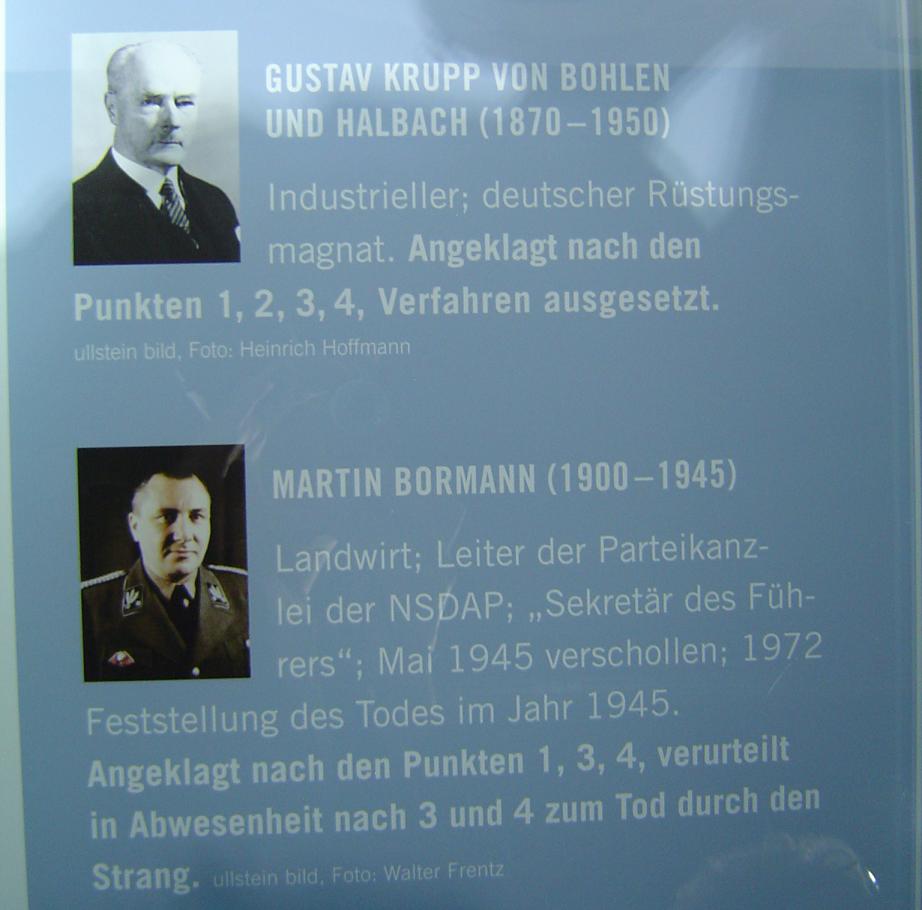 GUSTAV KRUPP VON BOHLEN
UND HALBACH (1870–1950)
Industrieller; deutscher Rüstungs-
magnat. Angeklagt nach den
Punkten 1, 2, 3, 4, Verfahren ausgesetzt.
ullstein bild, Foto: Heinrich Hoffmann
MARTIN BORMANN (1900–1945)
Landwirt; Leiter der Parteikanz-
lei der NSDAP; „Sekretär des Füh-
rers“; Mai 1945 verschollen; 1972
Feststellung des Todes im Jahr 1945.
Angeklagt nach den Punkten 1, 3, 4, verurteilt
in Abwesenheit nach 3 und 4 zum Tod durch den
Strang. ullstein bild, Foto: Walter Frentz